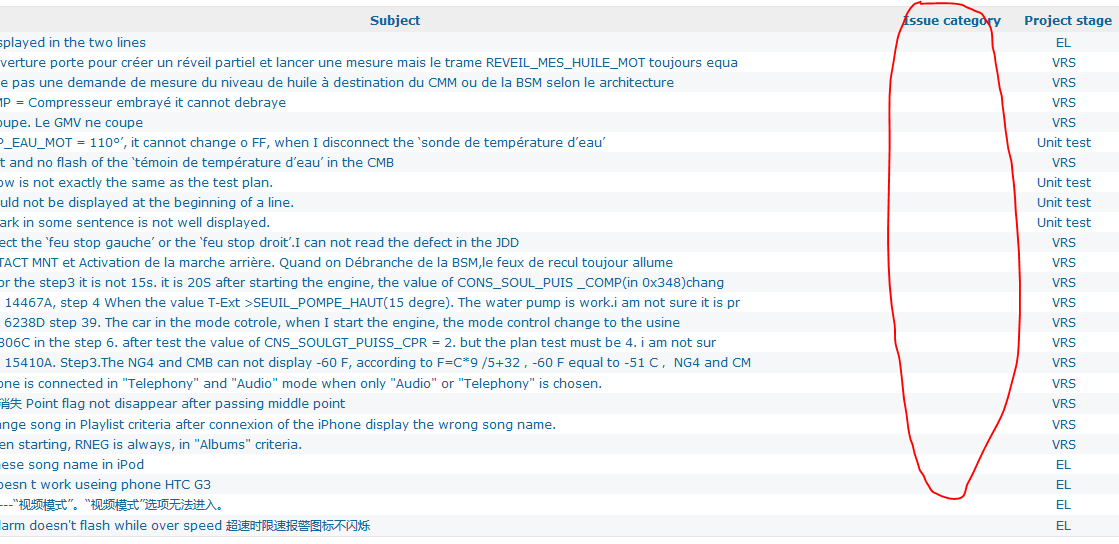 Subject Issue category Project stage
splayed in the two lines EL
verture porte pour créer un réveil partiel et lancer une mesure mais le trame REVEIL_MES_HUILE_MOT toujours equa VRS
e pas une demande de mesure du niveau de huile à destination du CMM ou de la BSM selon le architecture VRS
MP = Compresseur embrayé it cannot debraye VRS
oupe. Le GMV ne coupe VRS
P_EAU_MOT = 110°’, it cannot change o FF, when I disconnect the ‘sonde de température d’eau’ Unit test
t and no flash of the ‘témoin de température d’eau’ in the CMB VRS
ow is not exactly the same as the test plan. Unit test
uld not be displayed at the beginning of a line. Unit test
ark in some sentence is not well displayed. Unit test
ect the ‘feu stop gauche’ or the ‘feu stop droit’.I can not read the defect in the JDD VRS
TACT MNT et Activation de la marche arrière. Quand on Débranche de la BSM,le feux de recul toujour allume VRS
or the step3 it is not 15s. it is 20S after starting the engine, the value of CONS_SOUL_PUIS _COMP(in 0x348)chang VRS
14467A, step 4 When the value T-Ext >SEUIL_POMPE_HAUT(15 degre). The water pump is work.i am not sure it is pr VRS
6238D step 39. The car in the mode cotrole, when I start the engine, the mode control change to the usine VRS
806C in the step 6. after test the value of CNS_SOULGT_PUISS_CPR = 2. but the plan test must be 4. i am not sur VRS
15410A. Step3.The NG4 and CMB can not display -60 F, according to F=C*9 /5+32 , -60 F equal to -51 C , NG4 and CM VRS
one is connected in "Telephony" and "Audio" mode when only "Audio" or "Telephony" is chosen. VRS
消失 Point flag not disappear after passing middle point VRS
ange song in Playlist criteria after connexion of the iPhone display the wrong song name. VRS
en starting, RNEG is always, in "Albums" criteria. VRS
nese song name in iPod EL
oesn t work useing phone HTC G3 EL
---“视频模式”。“视频模式”选项无法进入。 EL
larm doesn't flash while over speed 超速时限速报警图标不闪烁 EL